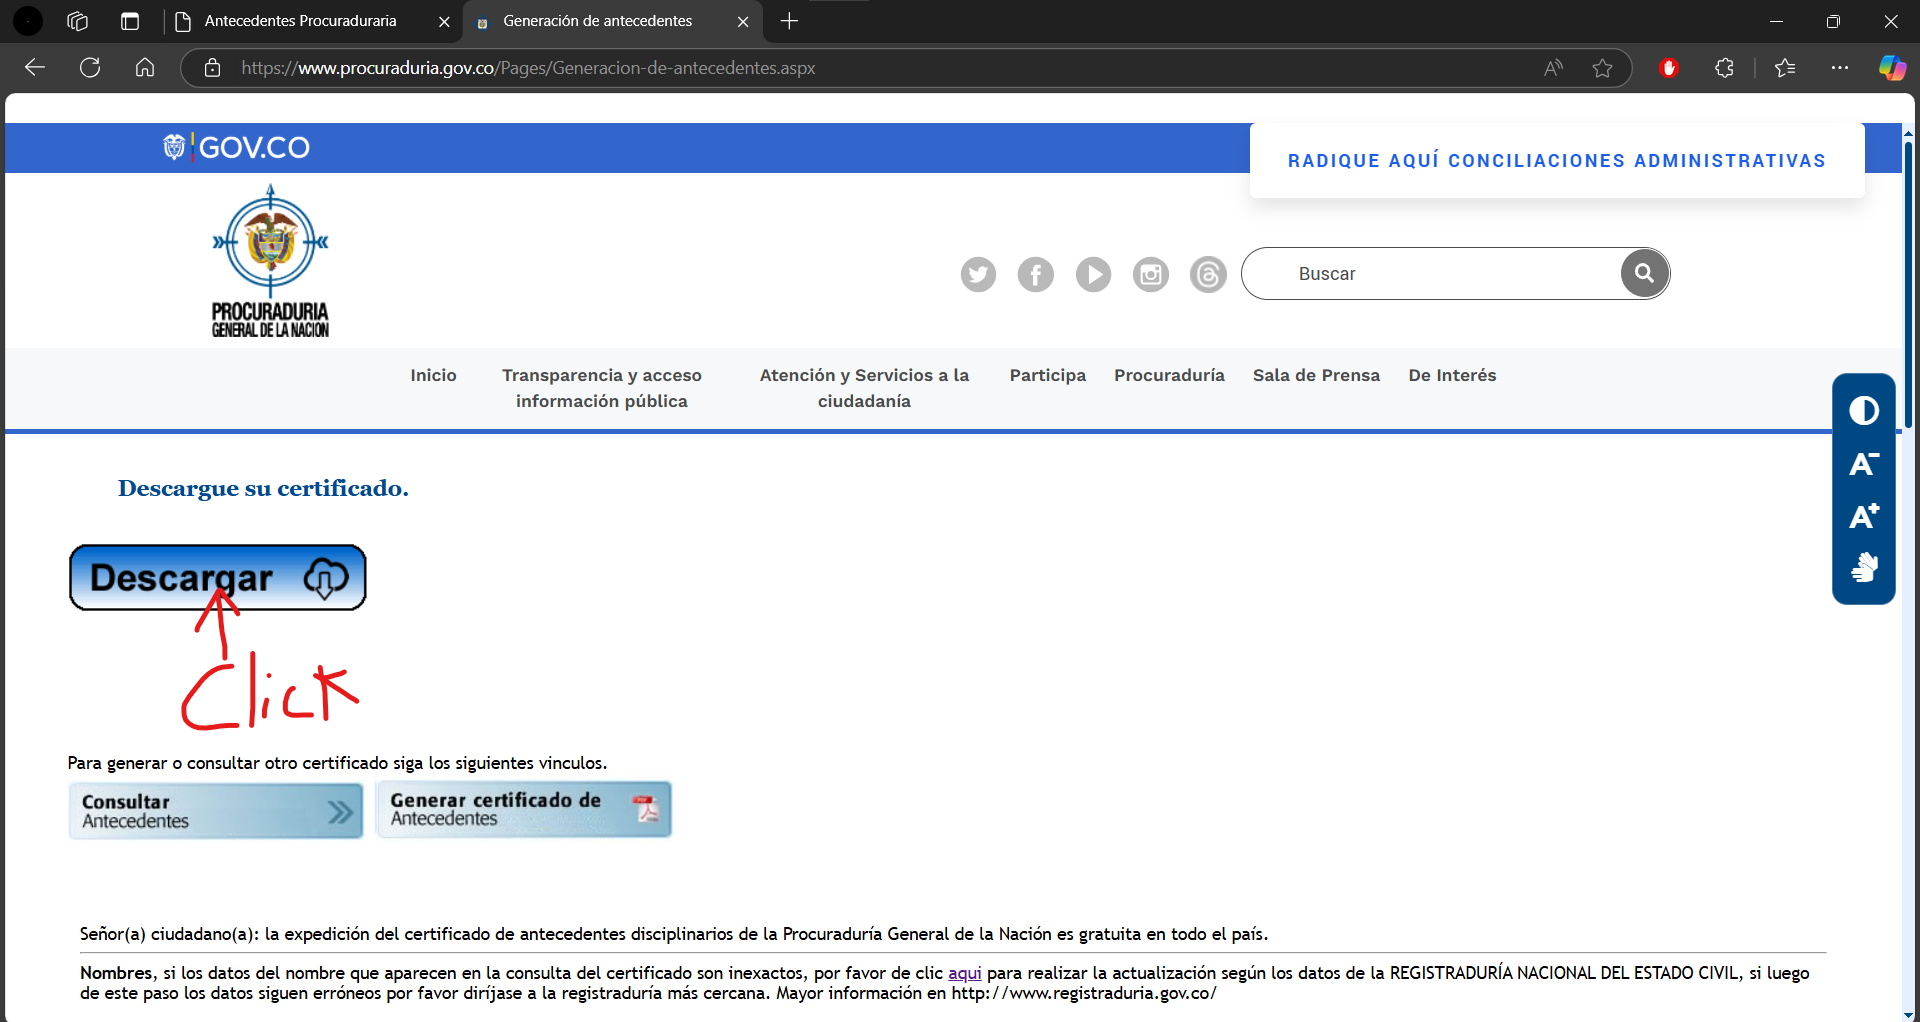 Antecedentes Procuraduraria
Generación de antecedentes
https://www.procuraduria.gov.co/Pages/Generacion-de-antecedentes.aspx
GOV.CO
RADIQUE AQUÍ CONCILIACIONES ADMINISTRATIVAS
PROCURADURIA
GENERAL DE LA NACION
Buscar
Inicio
Transparencia y acceso
información pública
Atención y Servicios a la
ciudadanía
Participa
Procuraduría
Sala de Prensa
De Interés
A-
A+
Descargue su certificado.
Descargar
Click
Para generar o consultar otro certificado siga los siguientes vinculos.
Consultar
Antecedentes
Generar certificado de
Antecedentes
Señor(a) ciudadano(a): la expedición del certificado de antecedentes disciplinarios de la Procuraduría General de la Nación es gratuita en todo el país.
Nombres, si los datos del nombre que aparecen en la consulta del certificado son inexactos, por favor de clic aqui para realizar la actualización según los datos de la REGISTRADURÍA NACIONAL DEL ESTADO CIVIL, si luego
de este paso los datos siguen erróneos por favor diríjase a la registraduría más cercana. Mayor información en http://www.registraduria.gov.co/